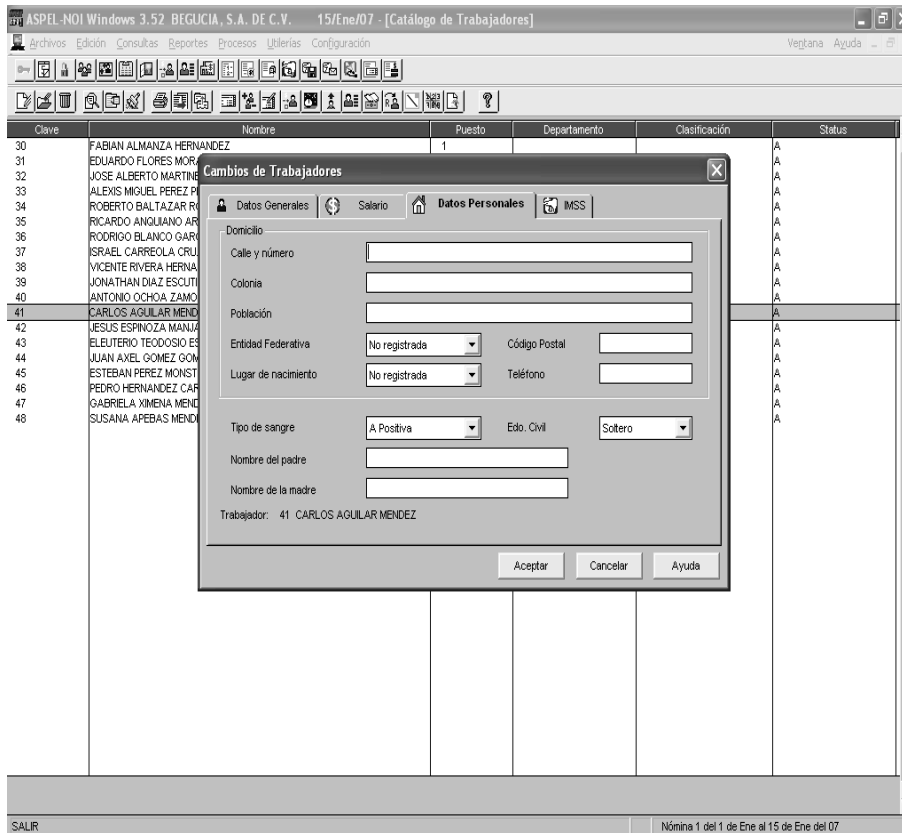 ASPEL-NOI Windows 3.52 BEGUCIA, S.A. DE C.V. 15/Ene/07 - [Catálogo de Trabajadores]
Archivos Edición Consultas Reportes Procesos Utilerías Configuración Ventana Ayuda
Clave Nombre Puesto Departamento Clasificación Status
30 FABIAN ALMANZA HERNANDEZ 1 A
31 EDUARDO FLORES MORA A
32 JOSE ALBERTO MARTINE A
33 ALEXIS MIGUEL PEREZ A
34 ROBERTO BALTAZAR A
35 RICARDO ANQUIANO AR A
36 RODRIGO BLANCO GAR A
37 ISRAEL CARREOLA CRU A
38 VICENTE RIVERA HERNA A
39 JONATHAN DIAZ ESCUTI A
40 ANTONIO OCHOA ZAMO A
41 CARLOS AGUILAR MEND A
42 JESUS ESPINOZA MANJA A
43 ELEUTERIO TEODOSIO ES A
44 JUAN AXEL GOMEZ GOM A
45 ESTEBAN PEREZ MONST A
46 PEDRO HERNANDEZ CAR A
47 GABRIELA XIMENA MEND A
48 SUSANA APEBAS MENDI A
Cambios de Trabajadores
Datos Generales Salario Datos Personales IMSS
Domicilio
Calle y número
Colonia
Población
Entidad Federativa No registrada Código Postal
Lugar de nacimiento No registrada Teléfono
Tipo de sangre A Positiva Edo. Civil Soltero
Nombre del padre
Nombre de la madre
Trabajador: 41 CARLOS AGUILAR MENDEZ
Aceptar Cancelar Ayuda
SALIR Nómina 1 del 1 de Ene al 15 de Ene del 07